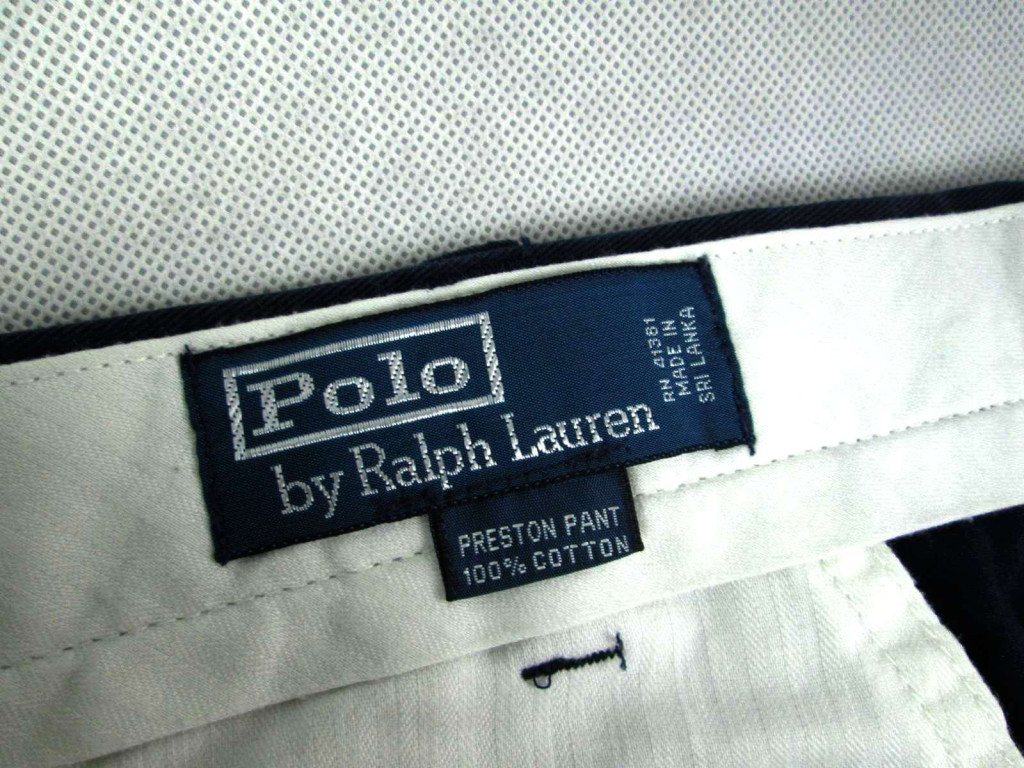 Polo
by Ralph Lauren
RN 41381
MADE IN
SRI LANKA
PRESTON PANT
100% COTTON